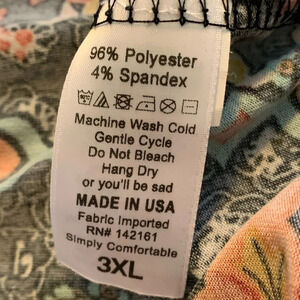 96% Polyester
4% Spandex
Machine Wash Cold
Gentle Cycle
Do Not Bleach
Hang Dry
or you'll be sad
MADE IN USA
Fabric Imported
RN# 142161
Simply Comfortable
3XL